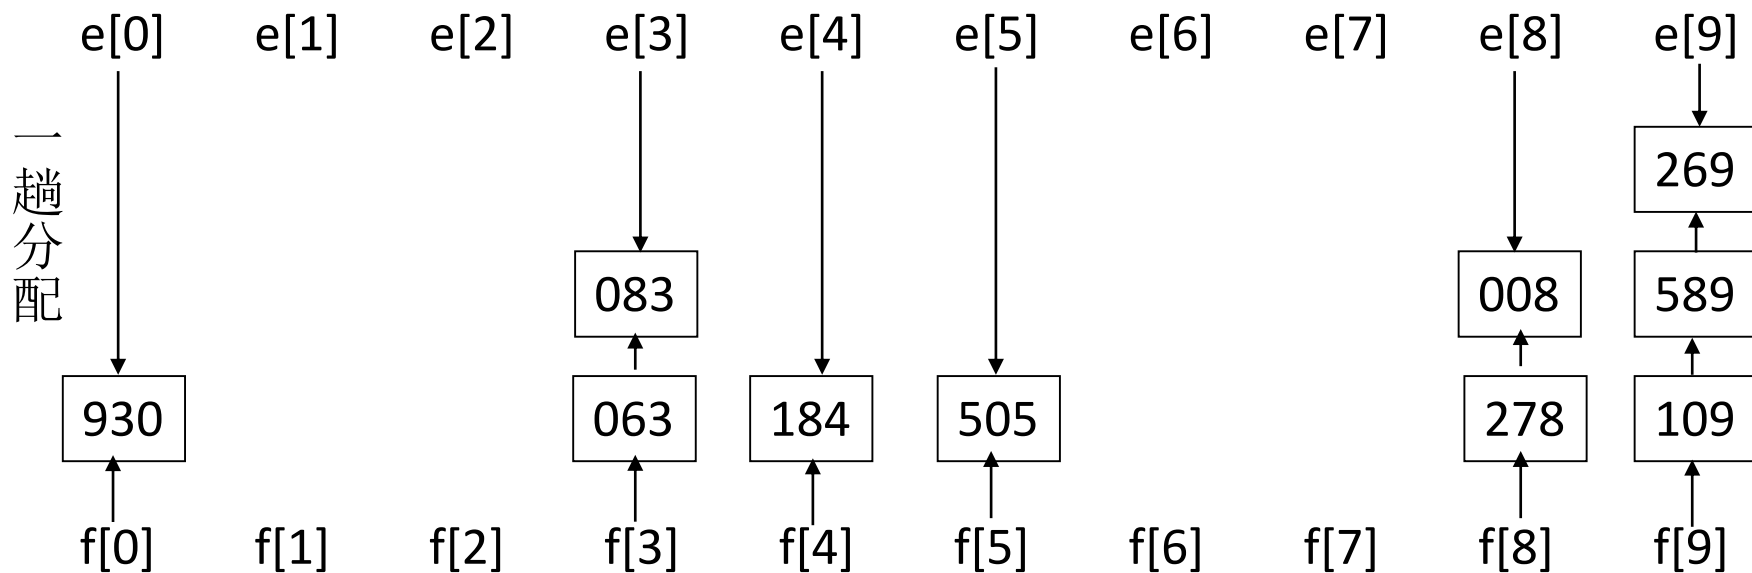 e[0] e[1] e[2] e[3] e[4] e[5] e[6] e[7] e[8] e[9]
一趟分配
269
083 008 589
930 063 184 505 278 109
f[0] f[1] f[2] f[3] f[4] f[5] f[6] f[7] f[8] f[9]